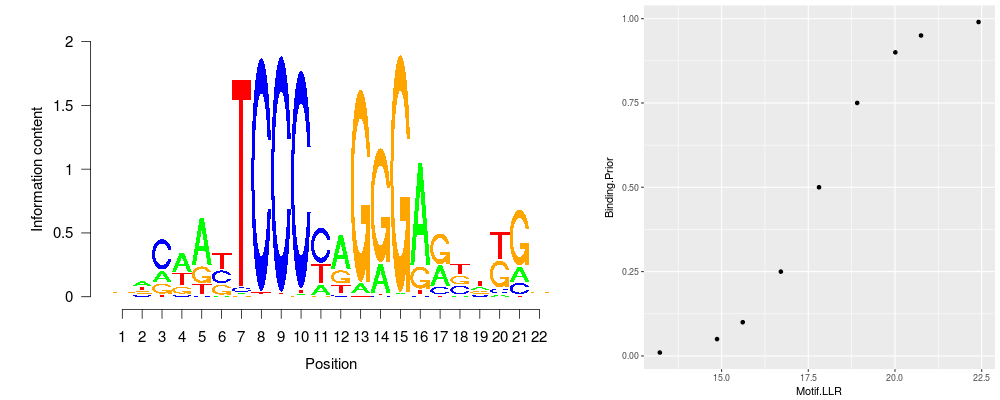 2
1.5
1
0.5
0
Information content
1 2 3 4 5 6 7 8 9 10 11 12 13 14 15 16 17 18 19 20 21 22
Position
TCCC
GGG
1.00
0.75
0.50
0.25
0.00
Binding.Prior
15.0 17.5 20.0 22.5
Motif.LLR